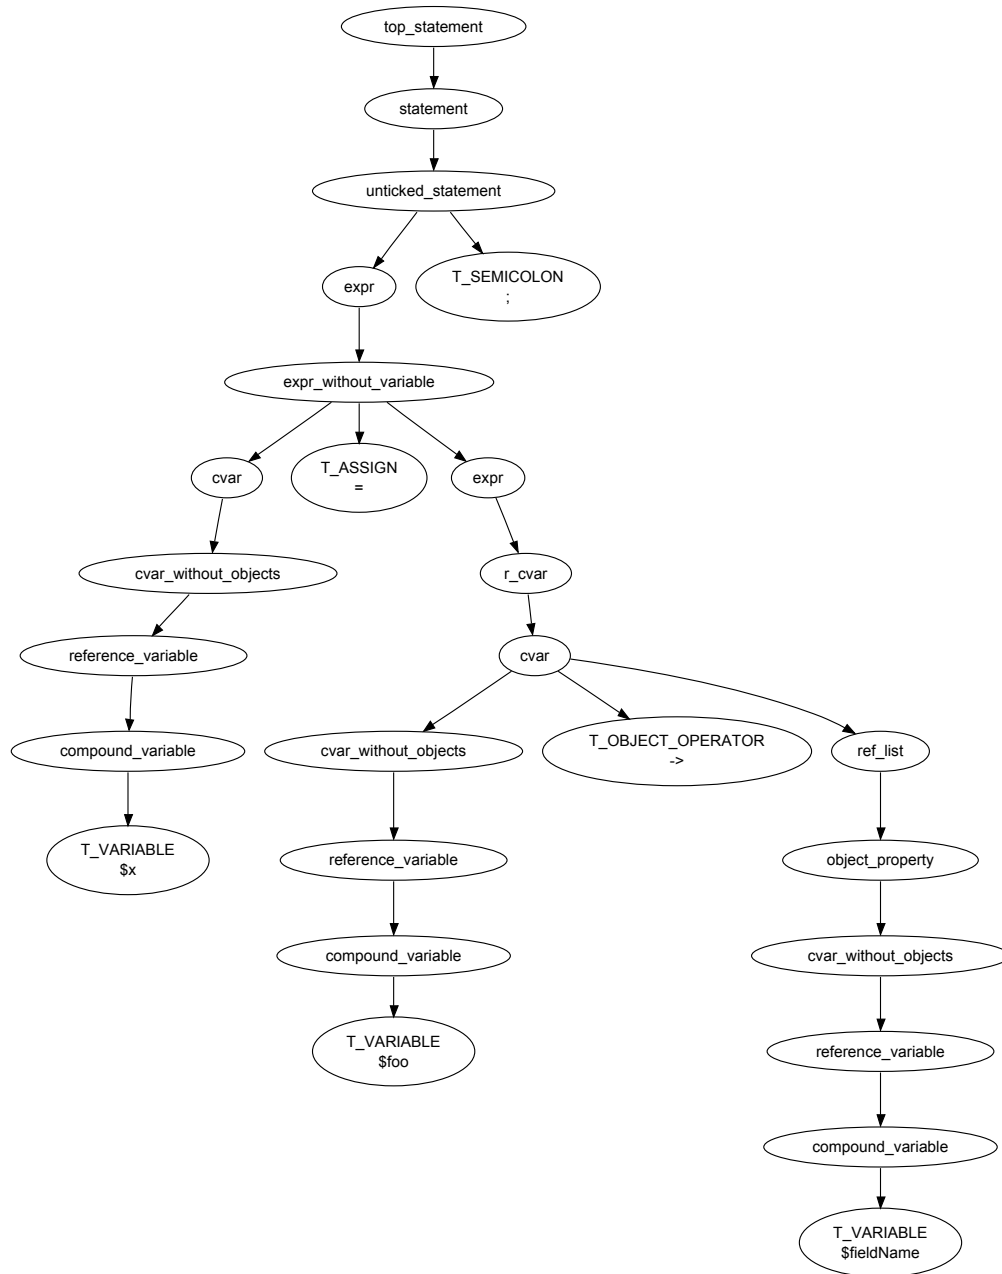 top_statement
statement
unticked_statement
expr
T_SEMICOLON
;
expr_without_variable
cvar
T_ASSIGN
=
expr
cvar_without_objects
r_cvar
reference_variable
cvar
compound_variable
cvar_without_objects
T_OBJECT_OPERATOR
->
ref_list
T_VARIABLE
$x
reference_variable
object_property
compound_variable
cvar_without_objects
T_VARIABLE
$foo
reference_variable
compound_variable
T_VARIABLE
$fieldName